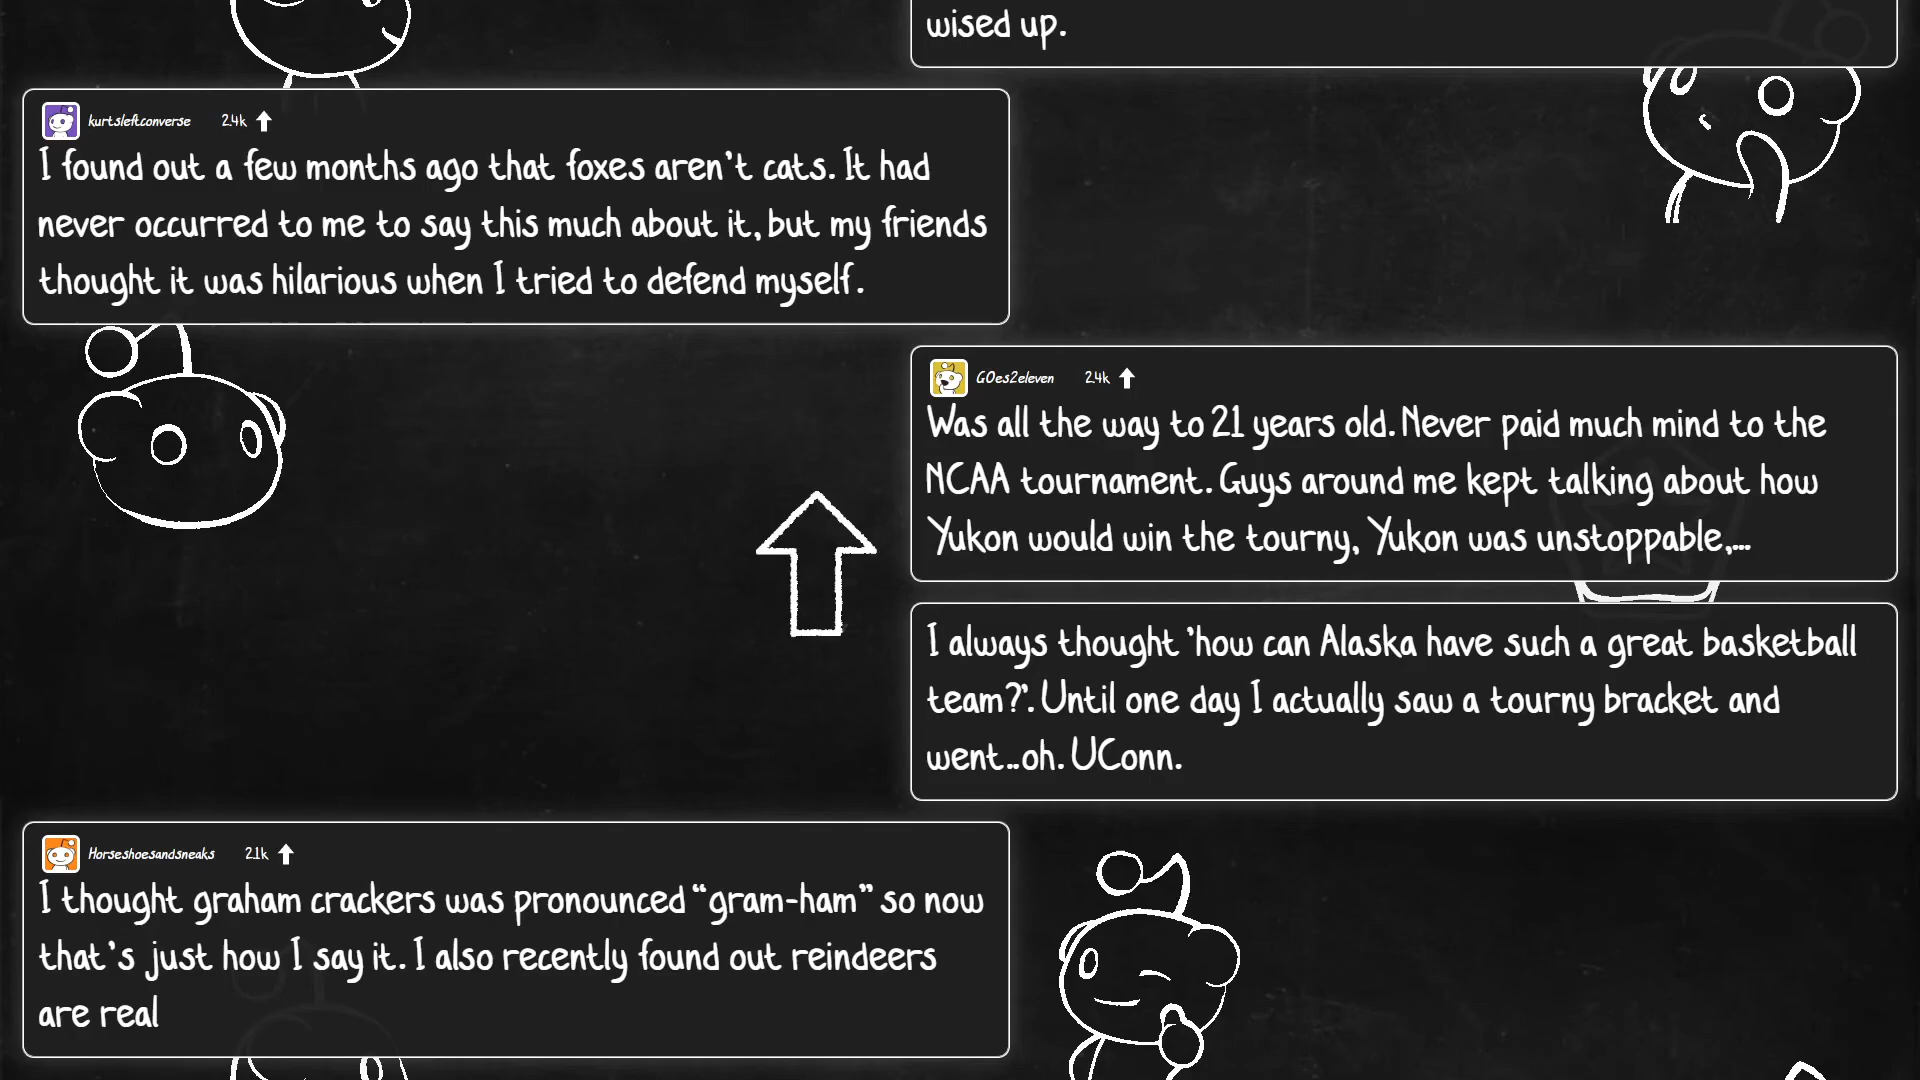 wised up.
kurtsleftconverse 2.4k
I found out a few months ago that foxes aren't cats. It had
never occurred to me to say this much about it, but my friends
thought it was hilarious when I tried to defend myself.
GOes2eleven 2.4k
Was all the way to 21 years old. Never paid much mind to the
NCAA tournament. Guys around me kept talking about how
Yukon would win the tourny, Yukon was unstoppable,...
I always thought 'how can Alaska have such a great basketball
team?'. Until one day I actually saw a tourny bracket and
went...oh. UConn.
Horseshoesandsneaks 2.1k
I thought graham crackers was pronounced “gram-ham” so now
that's just how I say it. I also recently found out reindeers
are real